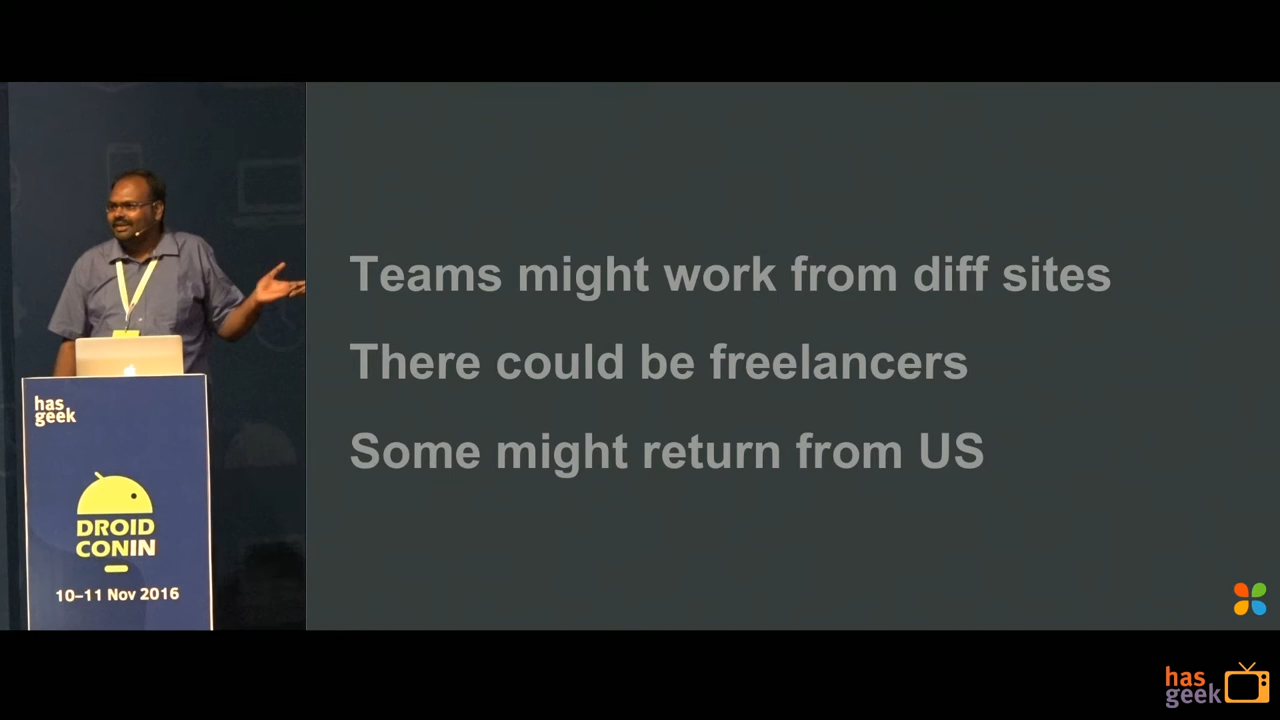 Teams might work from diff sites
There could be freelancers
Some might return from US
has
geek
DROID
CONIN
10–11 Nov 2016
has
geek